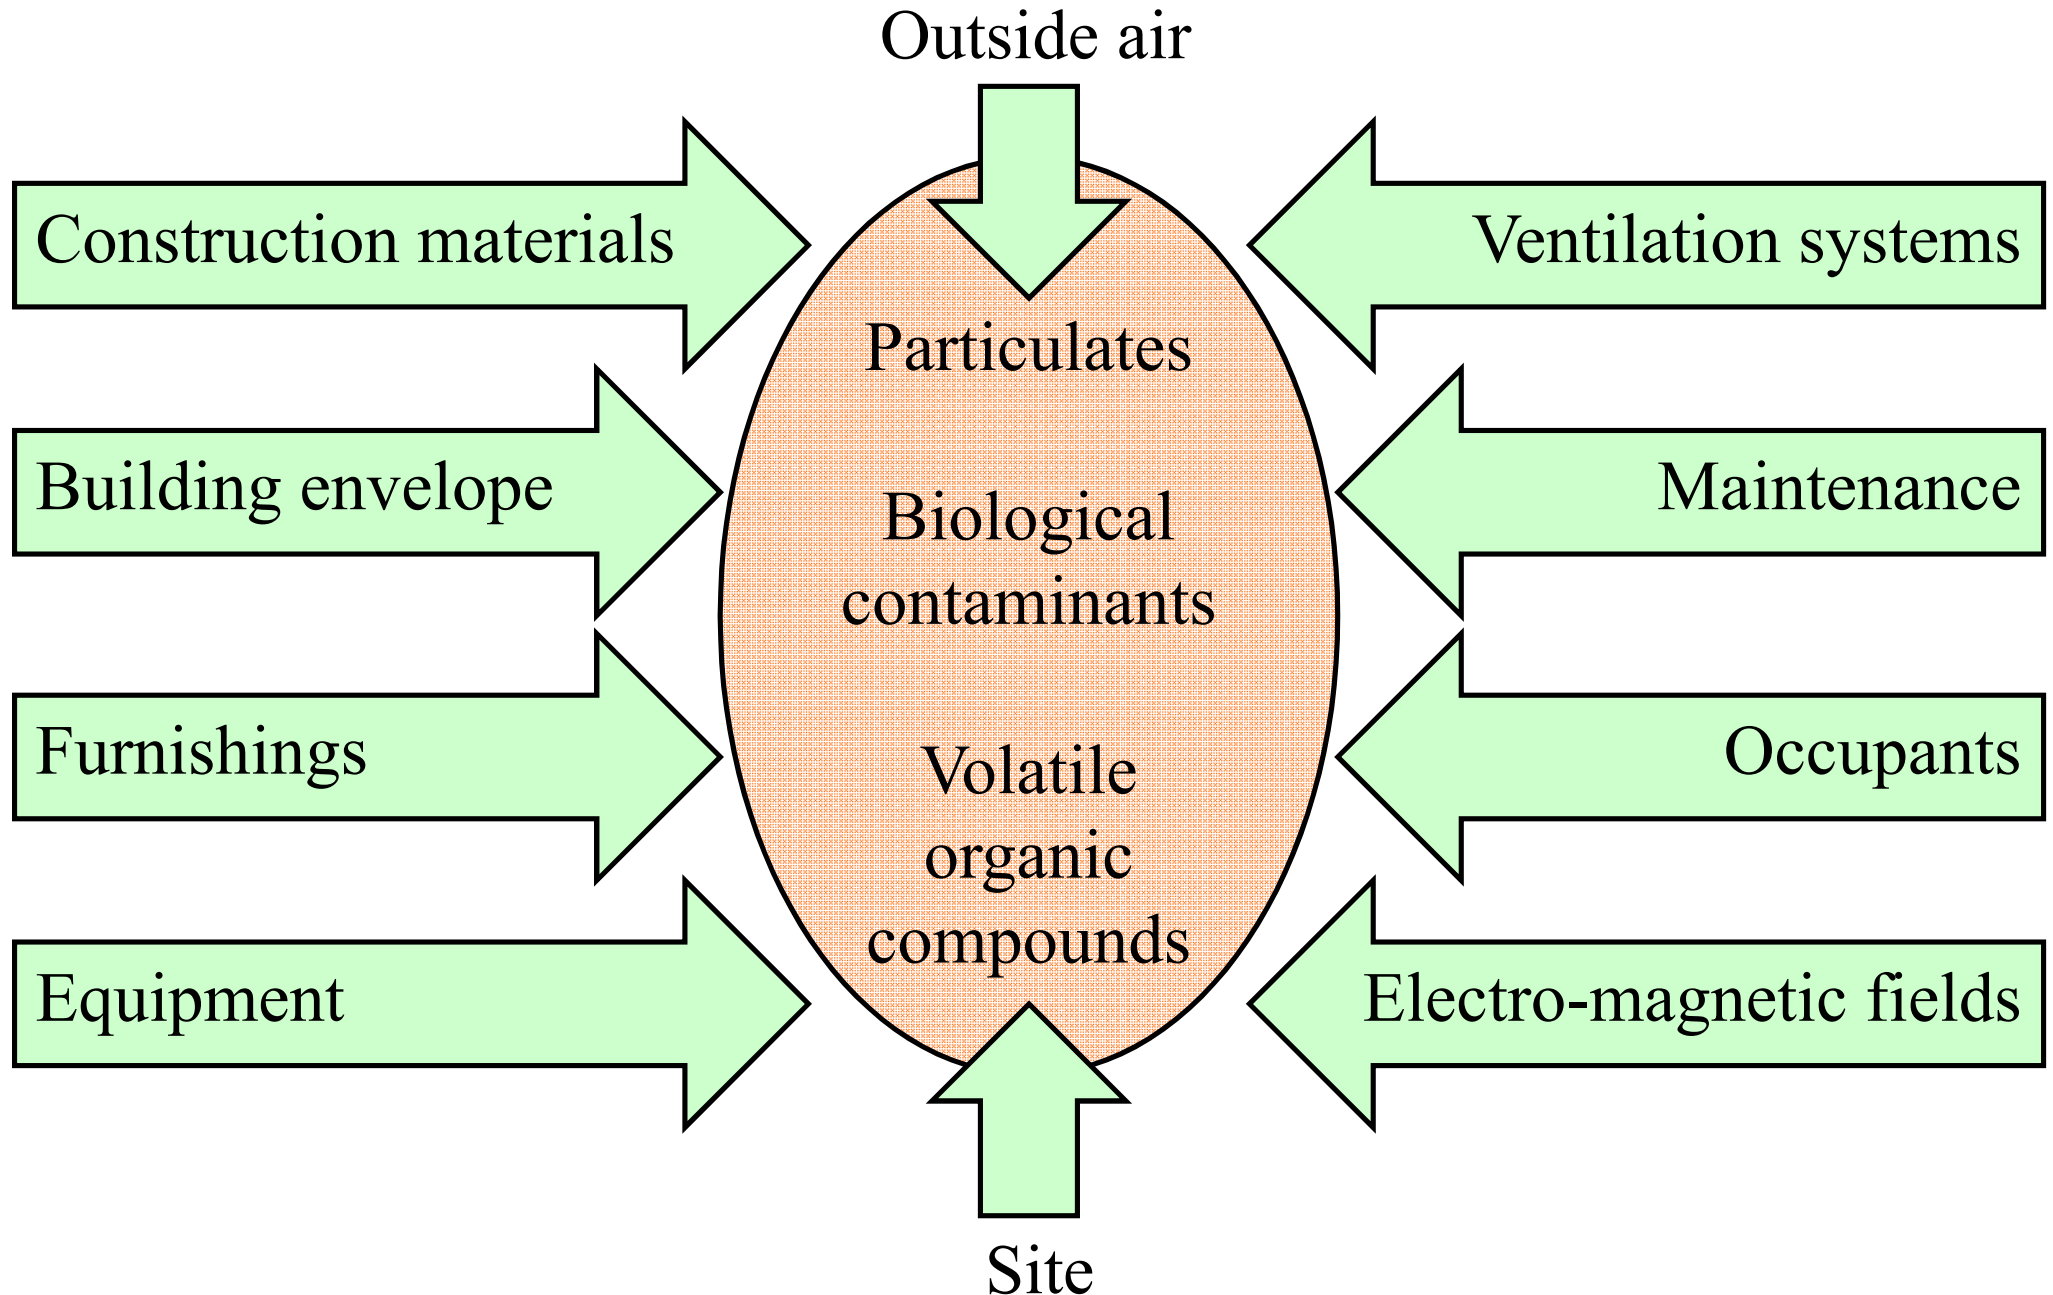 Outside air
Construction materials
Ventilation systems
Particulates
Building envelope
Maintenance
Biological
contaminants
Furnishings
Occupants
Volatile
organic
compounds
Equipment
Electro-magnetic fields
Site